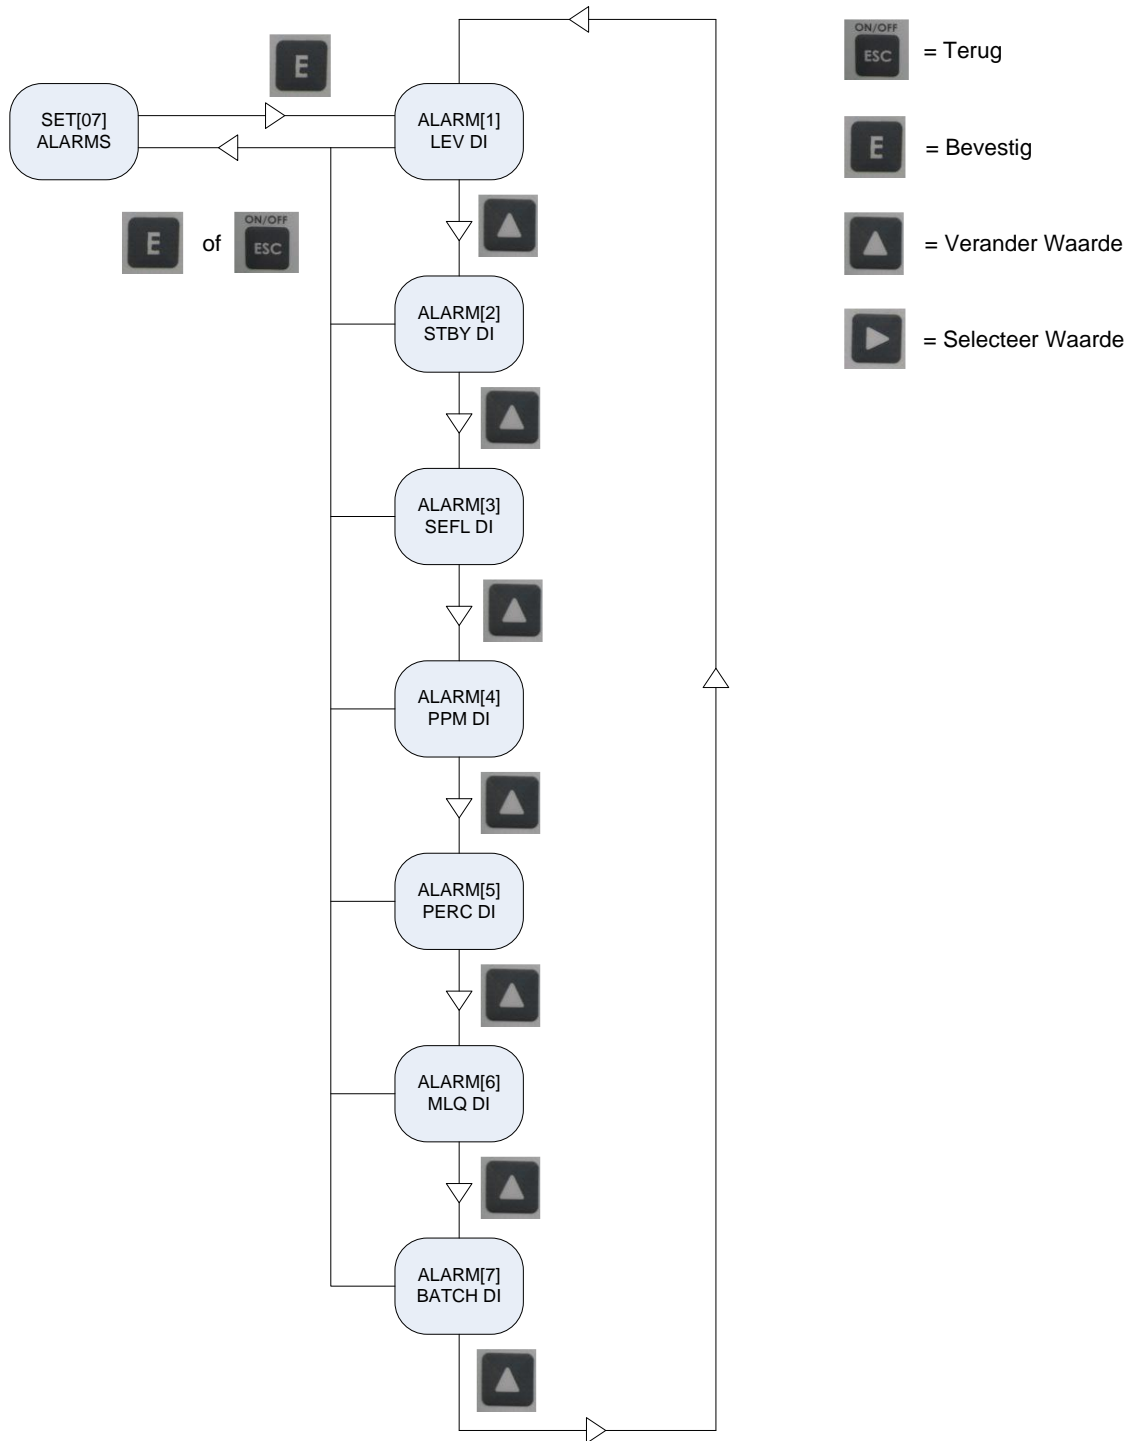 ON/OFF
ESC
= Terug
E
SET[07]
ALARMS
ALARM[1]
LEV DI
E
= Bevestig
E
of
ON/OFF
ESC
= Verander Waarde
ALARM[2]
STBY DI
= Selecteer Waarde
ALARM[3]
SEFL DI
ALARM[4]
PPM DI
ALARM[5]
PERC DI
ALARM[6]
MLQ DI
ALARM[7]
BATCH DI